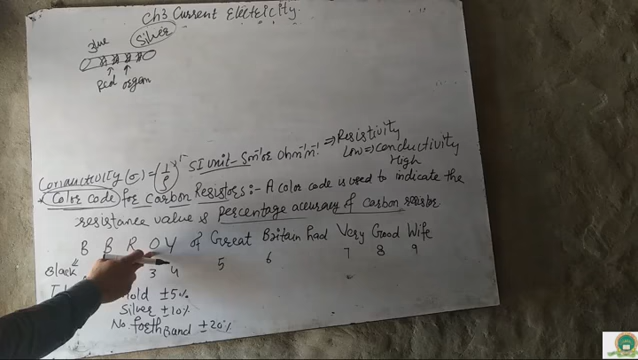 Ch3 Current Electricity
Silver
Red
Conductivity (σ) = (1/ρ) SI unit - Sm⁻¹ or ohm⁻¹m⁻¹ ⇒ Resistivity
Low ⇒ conductivity
High
Color code for carbon Resistors:- A color code is used to indicate the
resistance value & percentage accuracy of carbon resistor
B B R O Y of Great Britain had Very Good Wife
Black 3 4 5 6 7 8 9
±5%
Silver ±10%
No forth Band ±20%